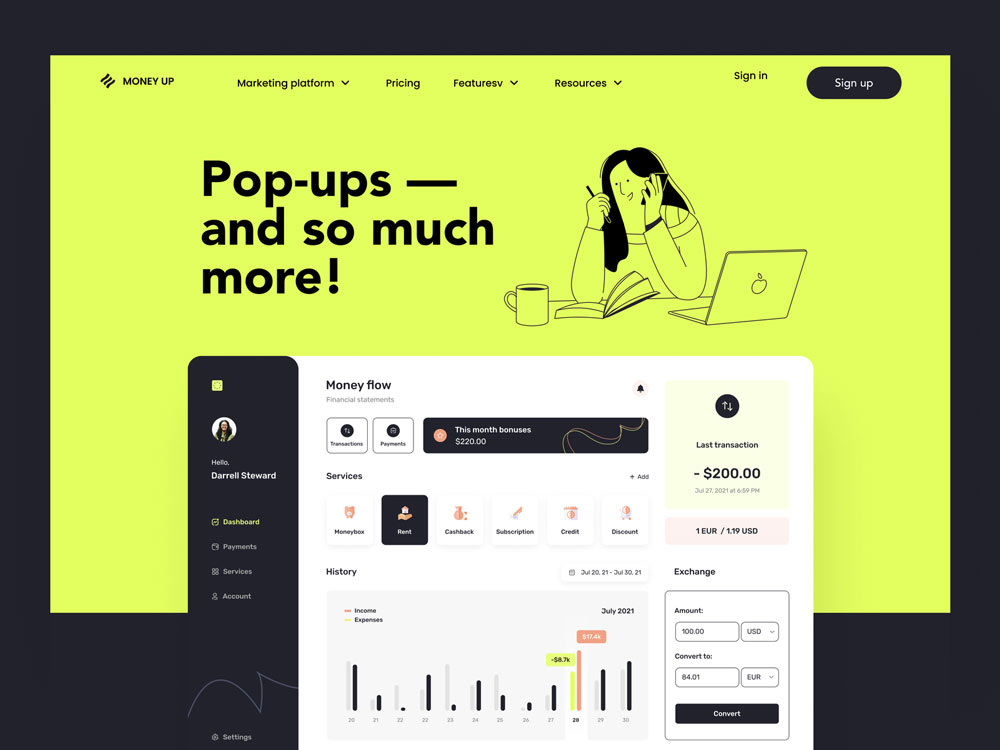 MONEY UP
Marketing platform
Pricing
Featuresv
Resources
Sign in
Sign up
Pop-ups —
and so much
more!
Hello,
Darrell Steward
Dashboard
Payments
Services
Account
Settings
Money flow
Financial statements
Transactions
Payments
This month bonuses
$220.00
Services
+ Add
Moneybox
Rent
Cashback
Subscription
Credit
Discount
History
Jul 20, 21 - Jul 30, 21
Income
Expenses
July 2021
$17.4k
-$8.7k
20 21 22 22 23 24 25 26 27 28 29 30
Last transaction
- $200.00
Jul 27, 2021 at 6:59 PM
1 EUR / 1.19 USD
Exchange
Amount:
100.00 USD
Convert to:
84.01 EUR
Convert